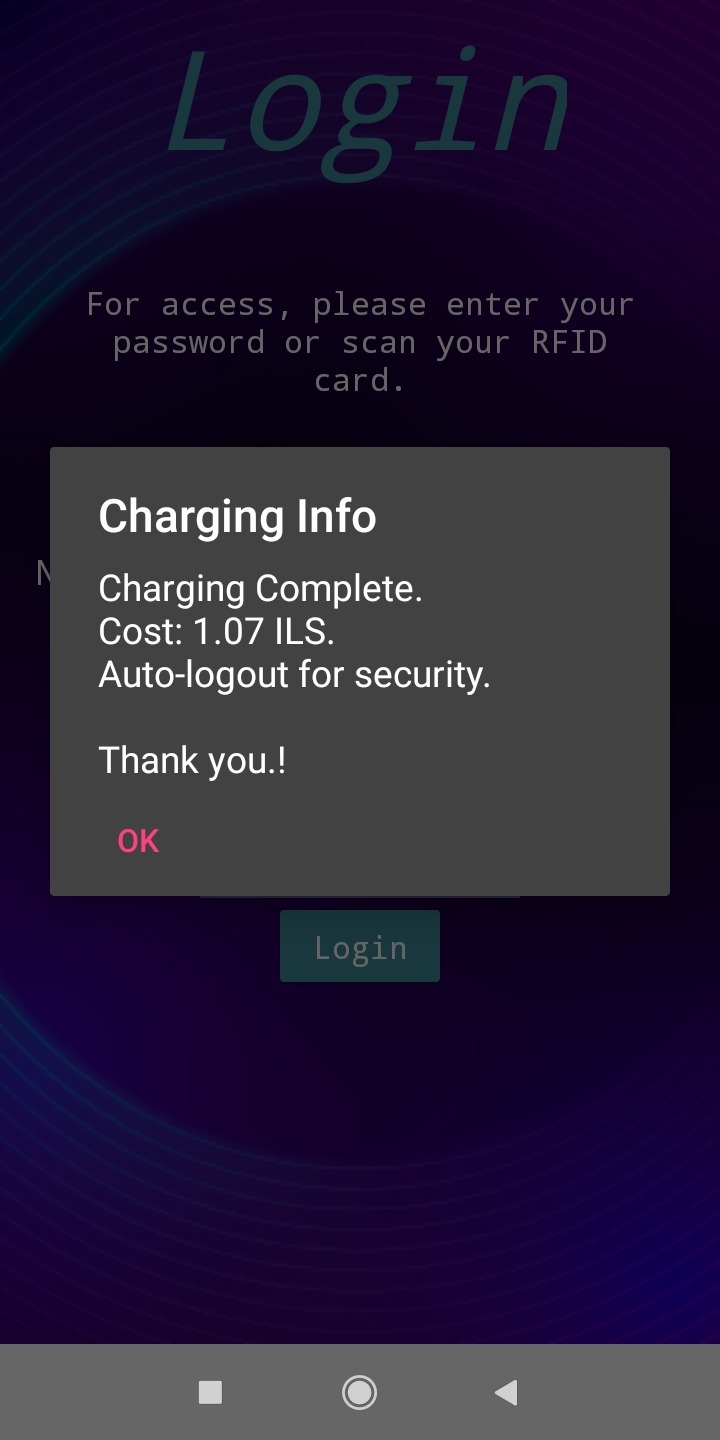 Login
For access, please enter your
password or scan your RFID
card.
Charging Info
Charging Complete.
Cost: 1.07 ILS.
Auto-logout for security.
Thank you.!
OK
Login